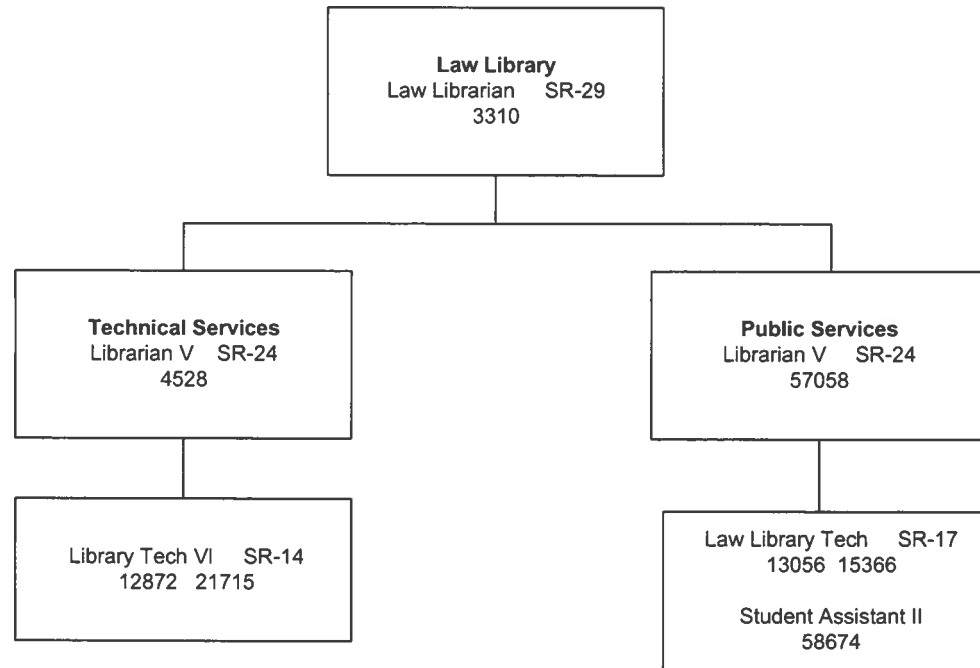 Law Library
Law Librarian SR-29
3310
Technical Services
Librarian V SR-24
4528
Public Services
Librarian V SR-24
57058
Library Tech VI SR-14
12872 21715
Law Library Tech SR-17
13056 15366
Student Assistant II
58674